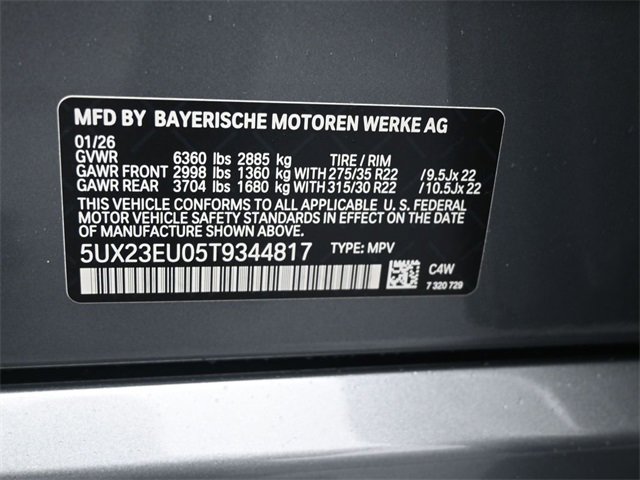 MFD BY BAYERISCHE MOTOREN WERKE AG
01/26
GVWR 6360 lbs 2885 kg TIRE / RIM
GAWR FRONT 2998 lbs 1360 kg WITH 275/35 R22 / 9.5Jx 22
GAWR REAR 3704 lbs 1680 kg WITH 315/30 R22 / 10.5Jx 22
THIS VEHICLE CONFORMS TO ALL APPLICABLE U. S. FEDERAL
MOTOR VEHICLE SAFETY STANDARDS IN EFFECT ON THE DATE
OF MANUFACTURE SHOWN ABOVE.
5UX23EU05T9344817 TYPE: MPV
C4W
7 320 729